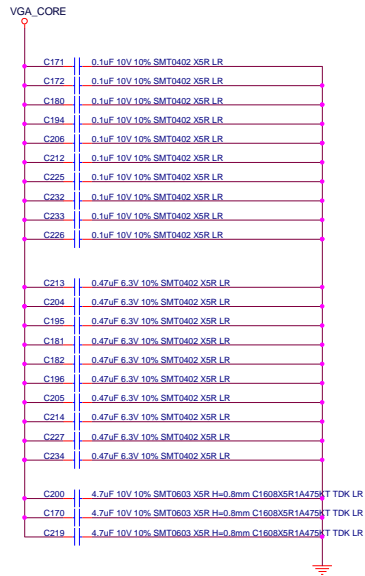 VGA_CORE
C171 0.1uF 10V 10% SMT0402 X5R LR
C172 0.1uF 10V 10% SMT0402 X5R LR
C180 0.1uF 10V 10% SMT0402 X5R LR
C194 0.1uF 10V 10% SMT0402 X5R LR
C206 0.1uF 10V 10% SMT0402 X5R LR
C212 0.1uF 10V 10% SMT0402 X5R LR
C225 0.1uF 10V 10% SMT0402 X5R LR
C232 0.1uF 10V 10% SMT0402 X5R LR
C233 0.1uF 10V 10% SMT0402 X5R LR
C226 0.1uF 10V 10% SMT0402 X5R LR
C213 0.47uF 6.3V 10% SMT0402 X5R LR
C204 0.47uF 6.3V 10% SMT0402 X5R LR
C195 0.47uF 6.3V 10% SMT0402 X5R LR
C181 0.47uF 6.3V 10% SMT0402 X5R LR
C182 0.47uF 6.3V 10% SMT0402 X5R LR
C196 0.47uF 6.3V 10% SMT0402 X5R LR
C205 0.47uF 6.3V 10% SMT0402 X5R LR
C214 0.47uF 6.3V 10% SMT0402 X5R LR
C227 0.47uF 6.3V 10% SMT0402 X5R LR
C234 0.47uF 6.3V 10% SMT0402 X5R LR
C200 4.7uF 10V 10% SMT0603 X5R H=0.8mm C1608X5R1A475KT TDK LR
C170 4.7uF 10V 10% SMT0603 X5R H=0.8mm C1608X5R1A475KT TDK LR
C219 4.7uF 10V 10% SMT0603 X5R H=0.8mm C1608X5R1A475KT TDK LR